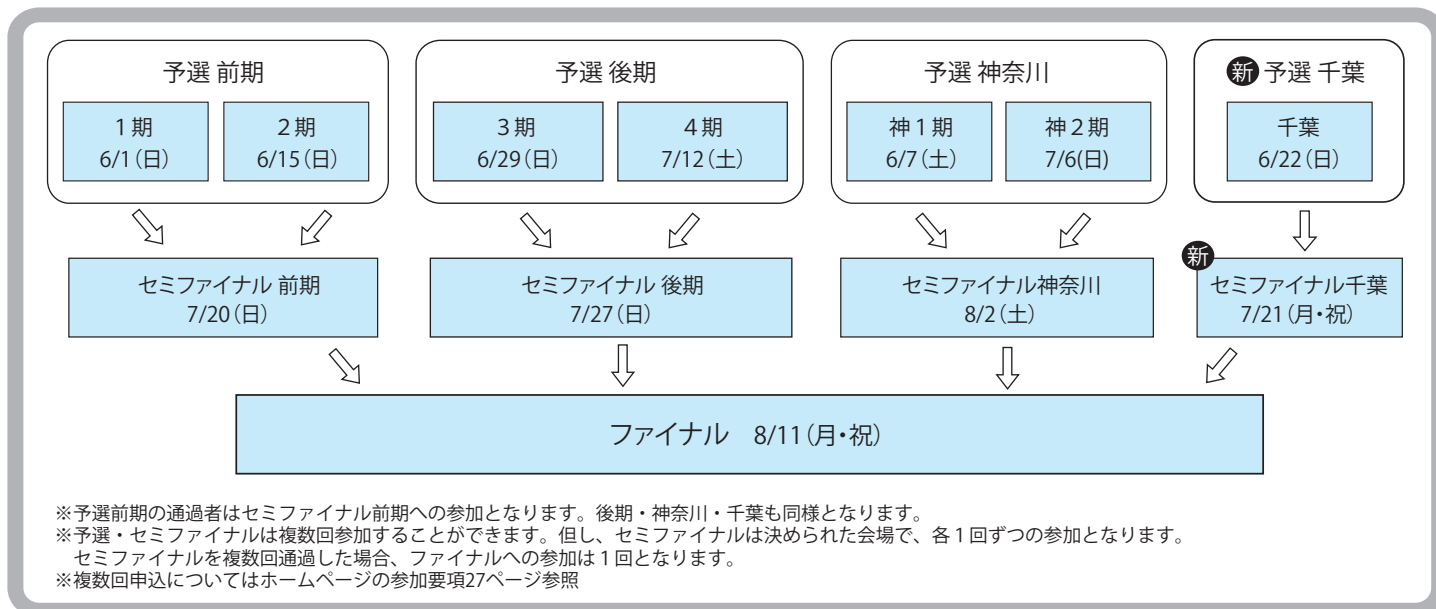 予選 前期
1期
6/1(日)
2期
6/15(日)
予選 後期
3期
6/29(日)
4期
7/12(土)
予選 神奈川
神1期
6/7(土)
神2期
7/6(日)
新 予選 千葉
千葉
6/22(日)
セミファイナル 前期
7/20(日)
セミファイナル 後期
7/27(日)
セミファイナル神奈川
8/2(土)
新
セミファイナル千葉
7/21(月・祝)
ファイナル 8/11(月・祝)
※予選前期の通過者はセミファイナル前期への参加となります。後期・神奈川・千葉も同様となります。
※予選・セミファイナルは複数回参加することができます。但し、セミファイナルは決められた会場で、各1回ずつの参加となります。
セミファイナルを複数回通過した場合、ファイナルへの参加は1回となります。
※複数回申込についてはホームページの参加要項27ページ参照